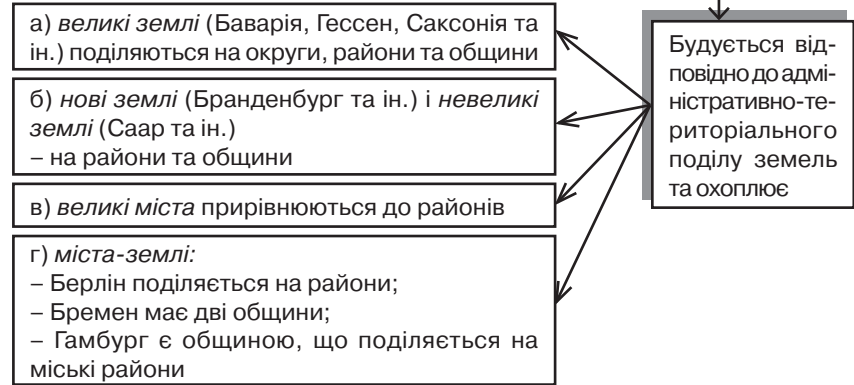 а) великі землі (Баварія, Гессен, Саксонія та
ін.) поділяються на округи, райони та общини
б) нові землі (Бранденбург та ін.) і невеликі
землі (Саар та ін.)
– на райони та общини
в) великі міста прирівнюються до районів
г) міста-землі:
– Берлін поділяється на райони;
– Бремен має дві общини;
– Гамбург є общиною, що поділяється на
міські райони
Будується від-
повідно до адмі-
ністративно-те-
риторіального
поділу земель
та охоплює